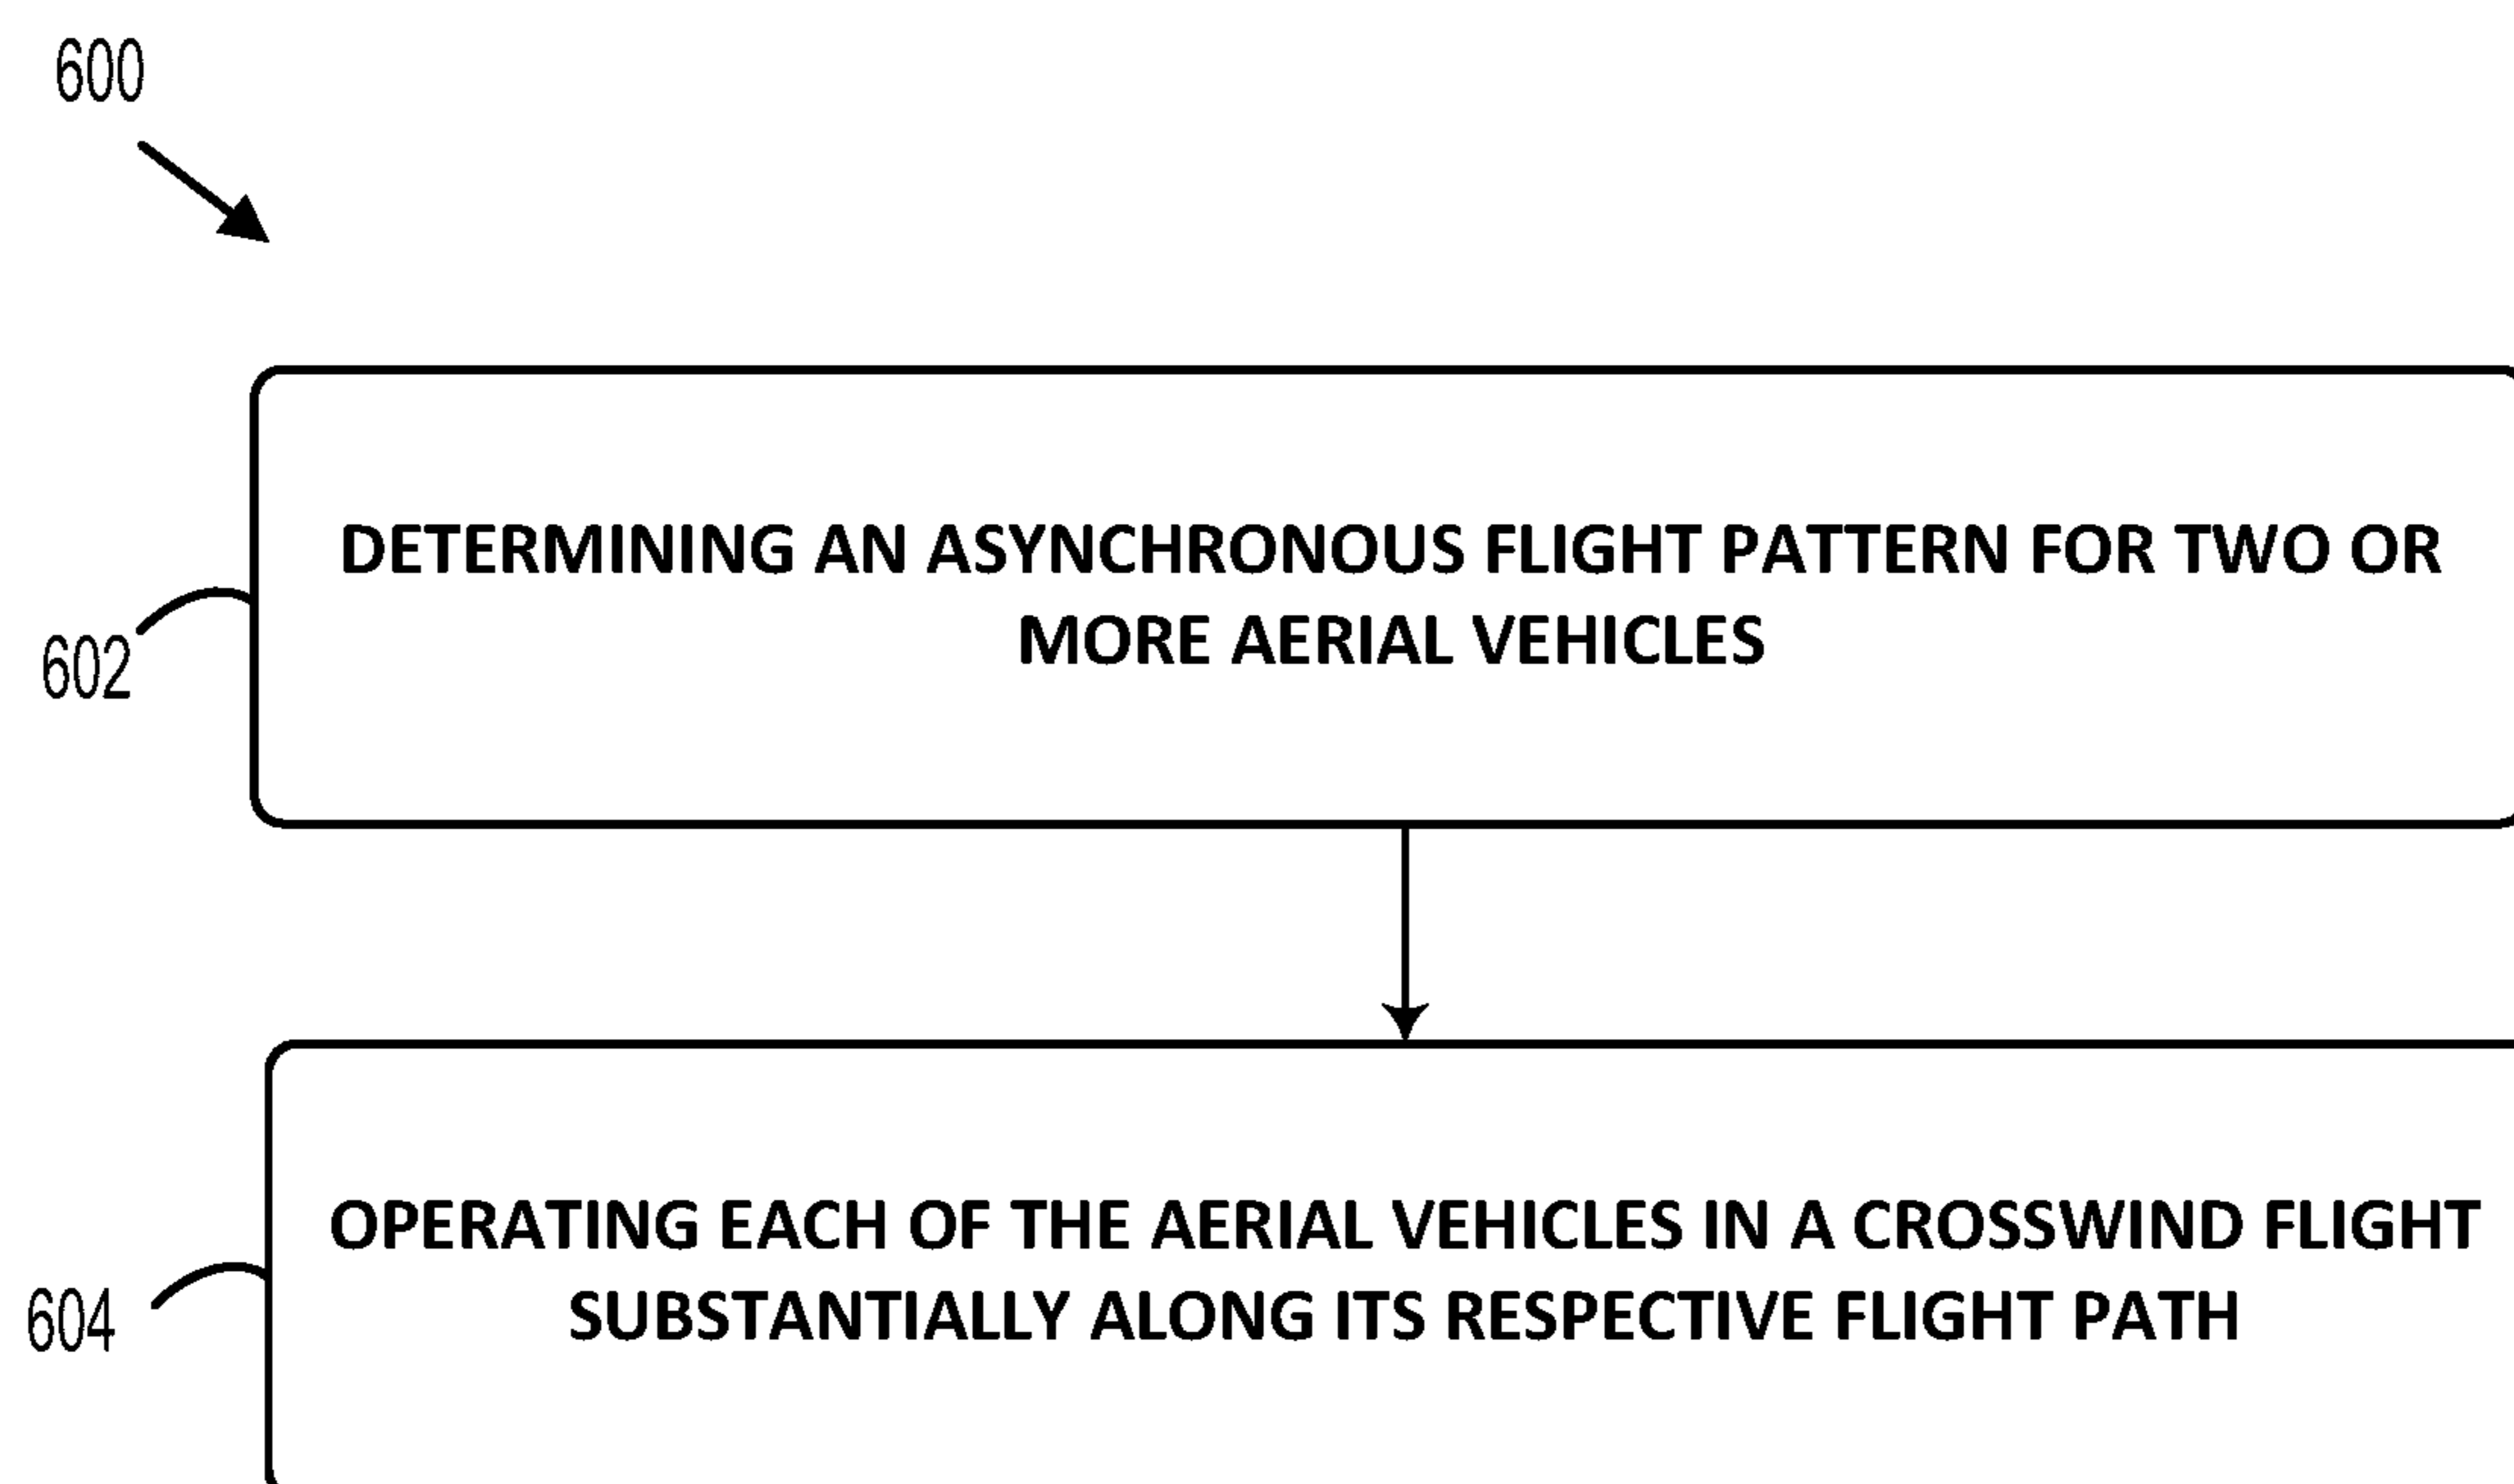 600
DETERMINING AN ASYNCHRONOUS FLIGHT PATTERN FOR TWO OR
MORE AERIAL VEHICLES
602
OPERATING EACH OF THE AERIAL VEHICLES IN A CROSSWIND FLIGHT
SUBSTANTIALLY ALONG ITS RESPECTIVE FLIGHT PATH
604